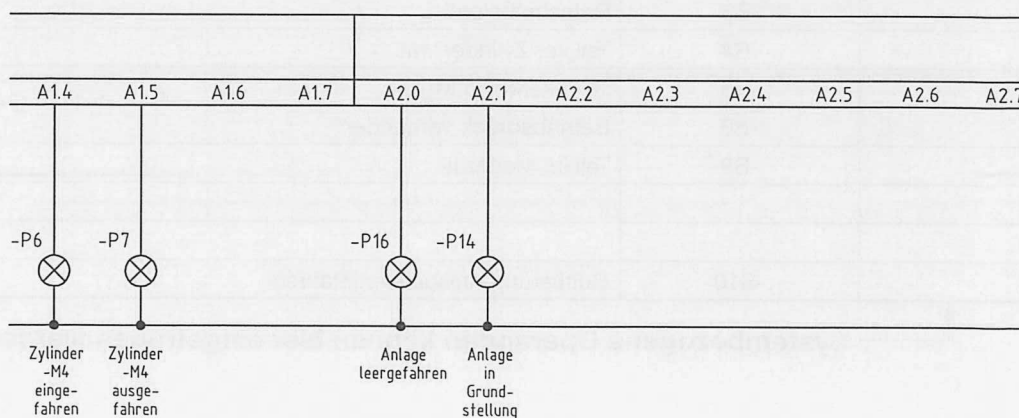 A1.4 A1.5 A1.6 A1.7 A2.0 A2.1 A2.2 A2.3 A2.4 A2.5 A2.6 A2.7
-P6 -P7 -P16 -P14
Zylinder
-M4
einge-
fahren
Zylinder
-M4
ausge-
fahren
Anlage
leergefahren
Anlage
in
Grund-
stellung